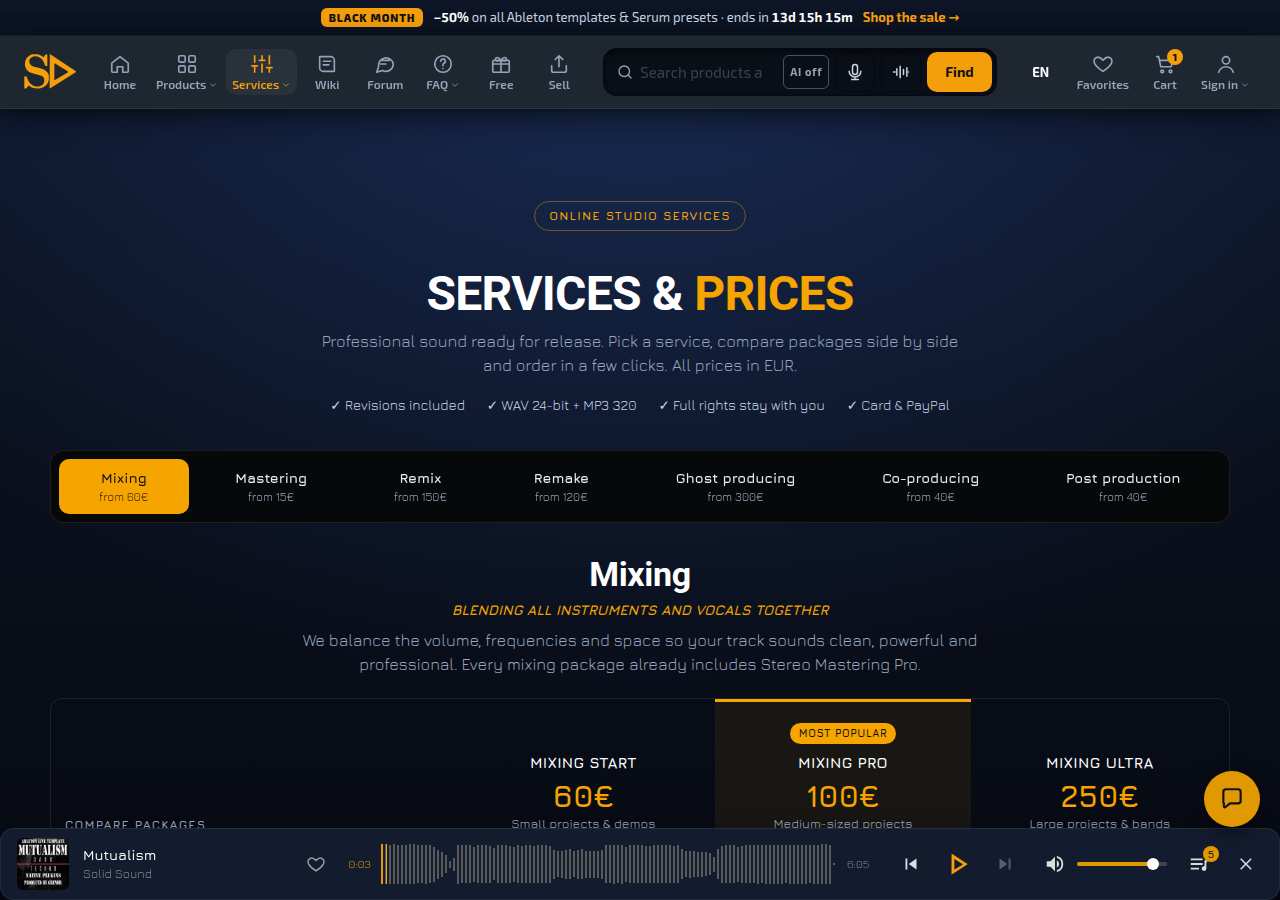 BLACK MONTH −50% on all Ableton templates & Serum presets · ends in 13d 15h 15m Shop the sale →
Home Products Services Wiki Forum FAQ Free Sell Search products a AI off Find EN Favorites Cart 1 Sign in
ONLINE STUDIO SERVICES
SERVICES & PRICES
Professional sound ready for release. Pick a service, compare packages side by side
and order in a few clicks. All prices in EUR.
✓ Revisions included ✓ WAV 24-bit + MP3 320 ✓ Full rights stay with you ✓ Card & PayPal
Mixing Mastering Remix Remake Ghost producing Co-producing Post production
from 60€ from 15€ from 150€ from 120€ from 300€ from 40€ from 40€
Mixing
BLENDING ALL INSTRUMENTS AND VOCALS TOGETHER
We balance the volume, frequencies and space so your track sounds clean, powerful and
professional. Every mixing package already includes Stereo Mastering Pro.
MOST POPULAR
MIXING START MIXING PRO MIXING ULTRA
60€ 100€ 250€
COMPARE PACKAGES Small projects & demos Medium-sized projects Large projects & bands
MUTUALISM
Mutualism
Solid Sound
0:03 6:05 5